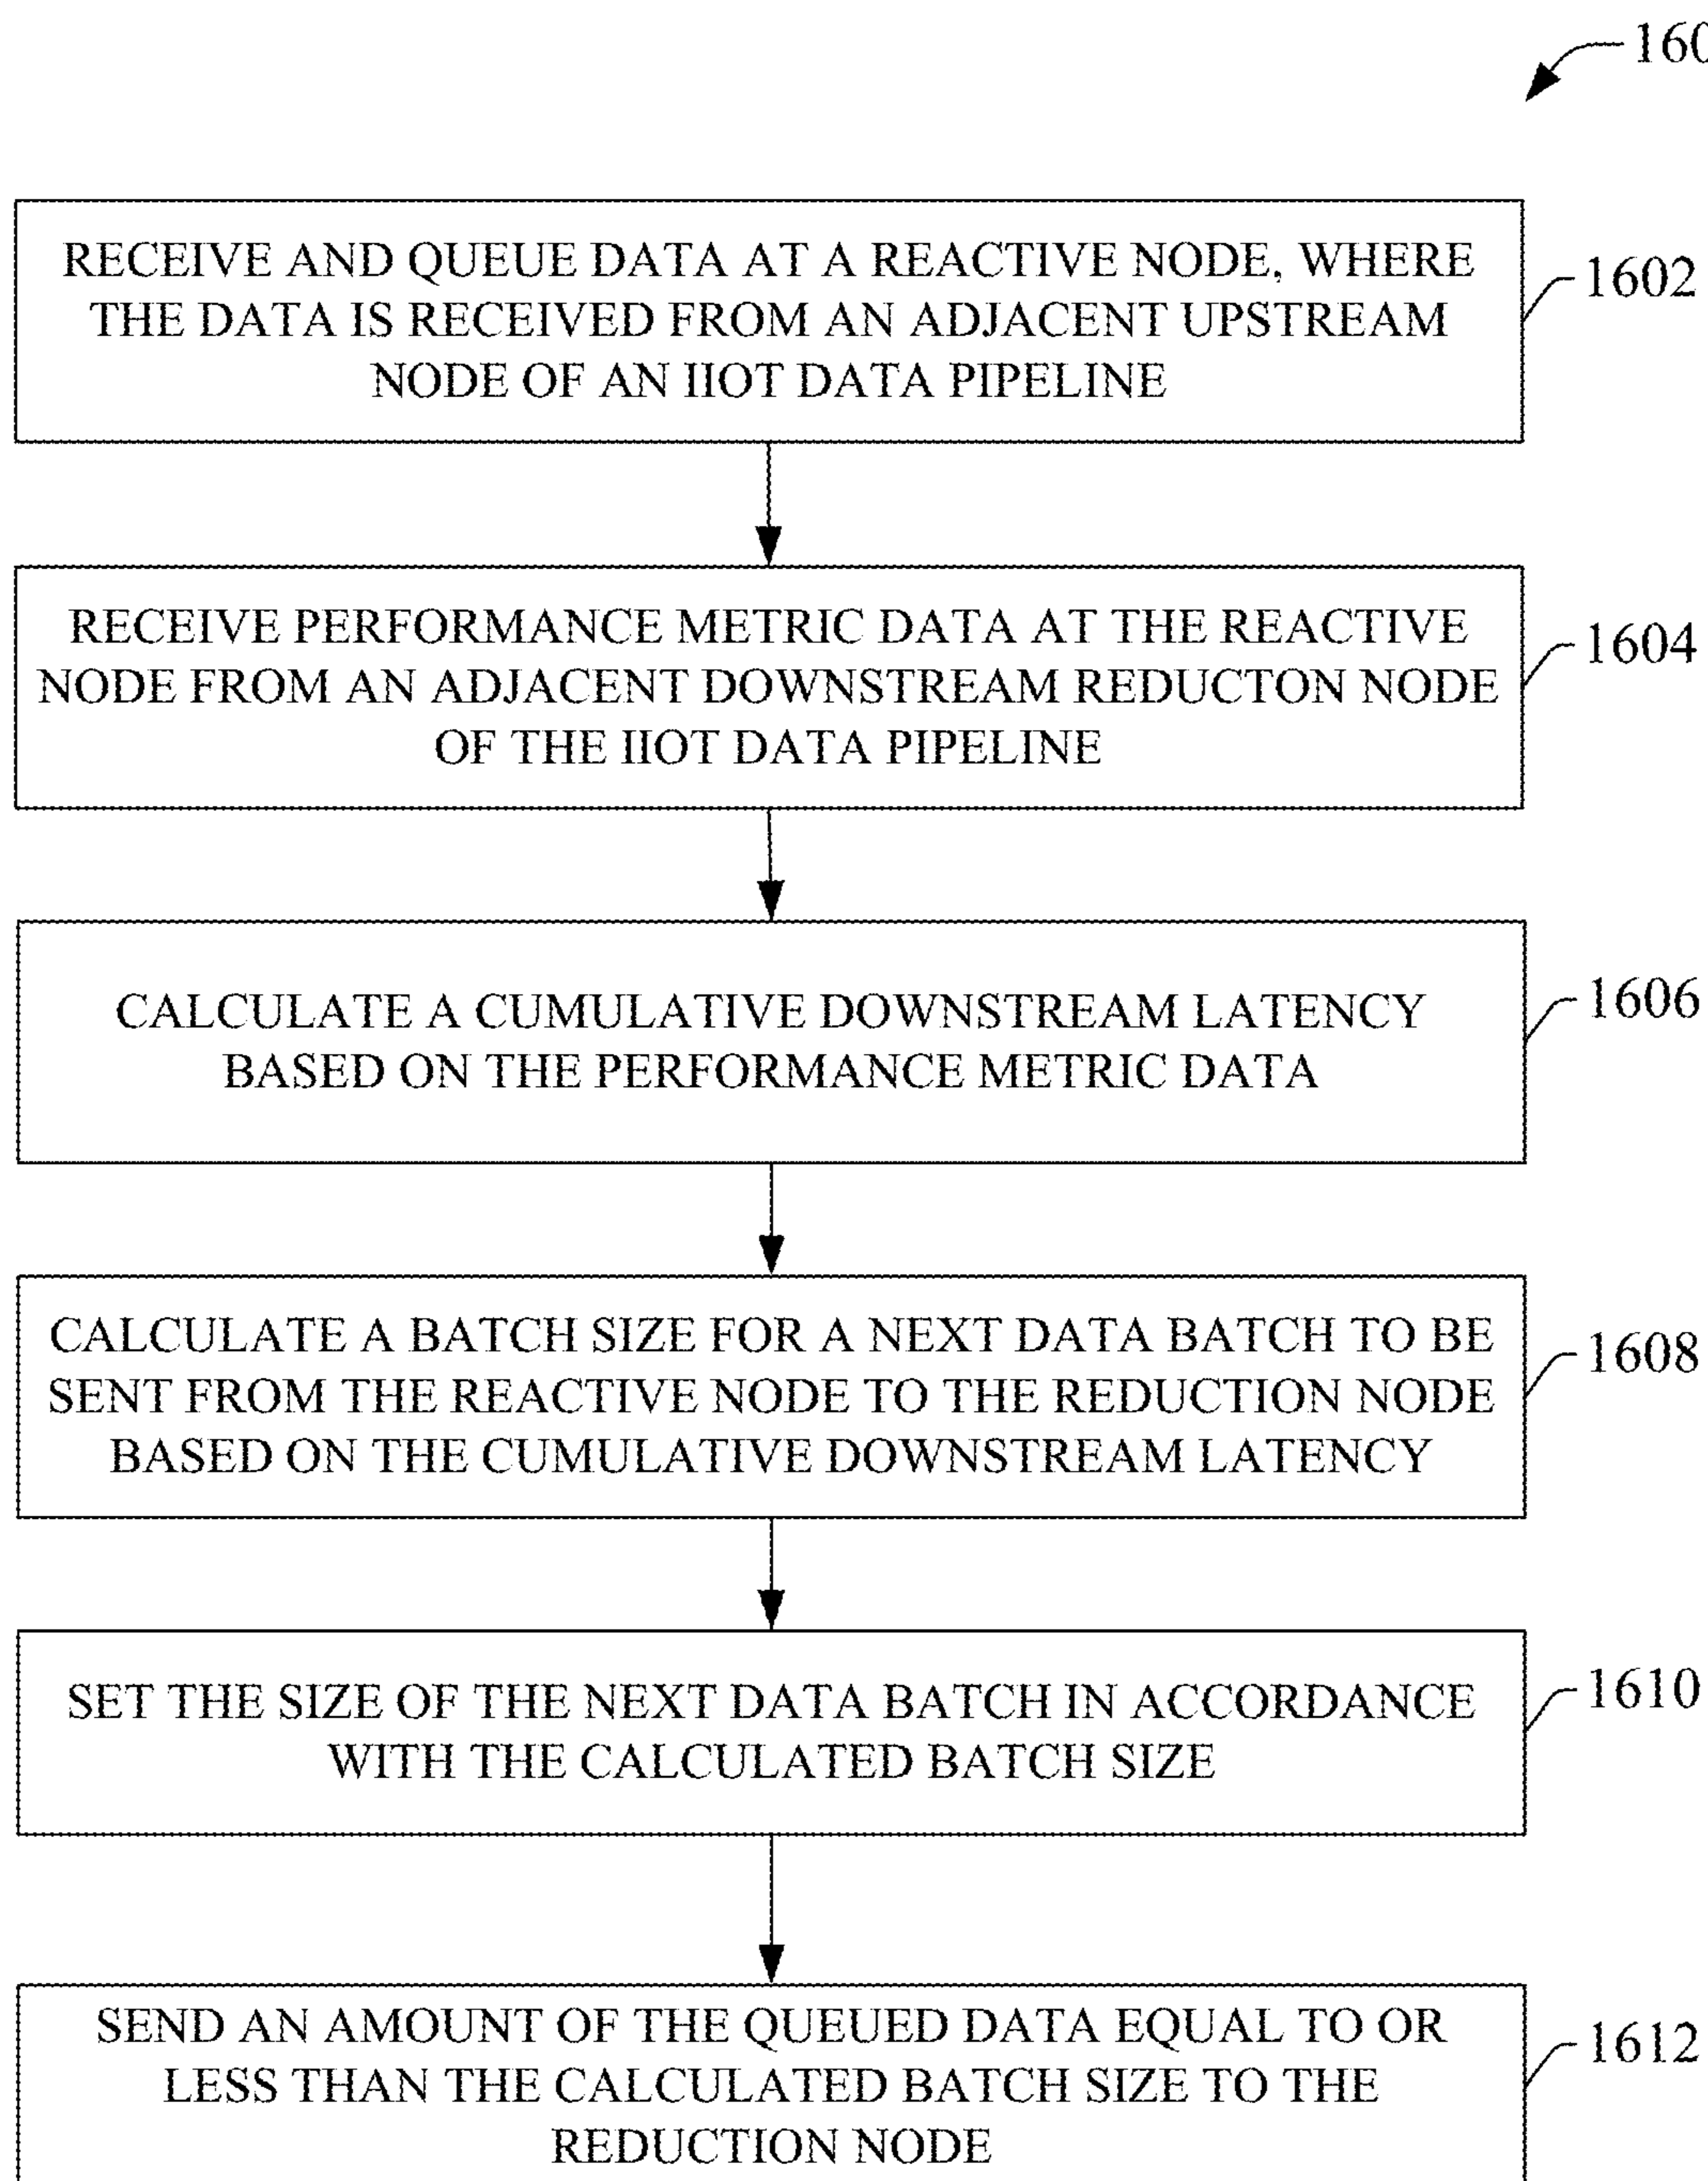 160
RECEIVE AND QUEUE DATA AT A REACTIVE NODE, WHERE
THE DATA IS RECEIVED FROM AN ADJACENT UPSTREAM
NODE OF AN IIOT DATA PIPELINE
1602
RECEIVE PERFORMANCE METRIC DATA AT THE REACTIVE
NODE FROM AN ADJACENT DOWNSTREAM REDUCTON NODE
OF THE IIOT DATA PIPELINE
1604
CALCULATE A CUMULATIVE DOWNSTREAM LATENCY
BASED ON THE PERFORMANCE METRIC DATA
1606
CALCULATE A BATCH SIZE FOR A NEXT DATA BATCH TO BE
SENT FROM THE REACTIVE NODE TO THE REDUCTION NODE
BASED ON THE CUMULATIVE DOWNSTREAM LATENCY
1608
SET THE SIZE OF THE NEXT DATA BATCH IN ACCORDANCE
WITH THE CALCULATED BATCH SIZE
1610
SEND AN AMOUNT OF THE QUEUED DATA EQUAL TO OR
LESS THAN THE CALCULATED BATCH SIZE TO THE
REDUCTION NODE
1612